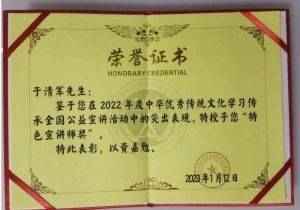 荣誉证书
HONORARY CREDENTIAL
于清军先生：
鉴于您在2022年度中华优秀传统文化学习传
承全国公益宣讲活动中的突出表现，特授予您“特
色宣讲师奖”。
特此表彰，以资嘉勉。
2023年1月12日